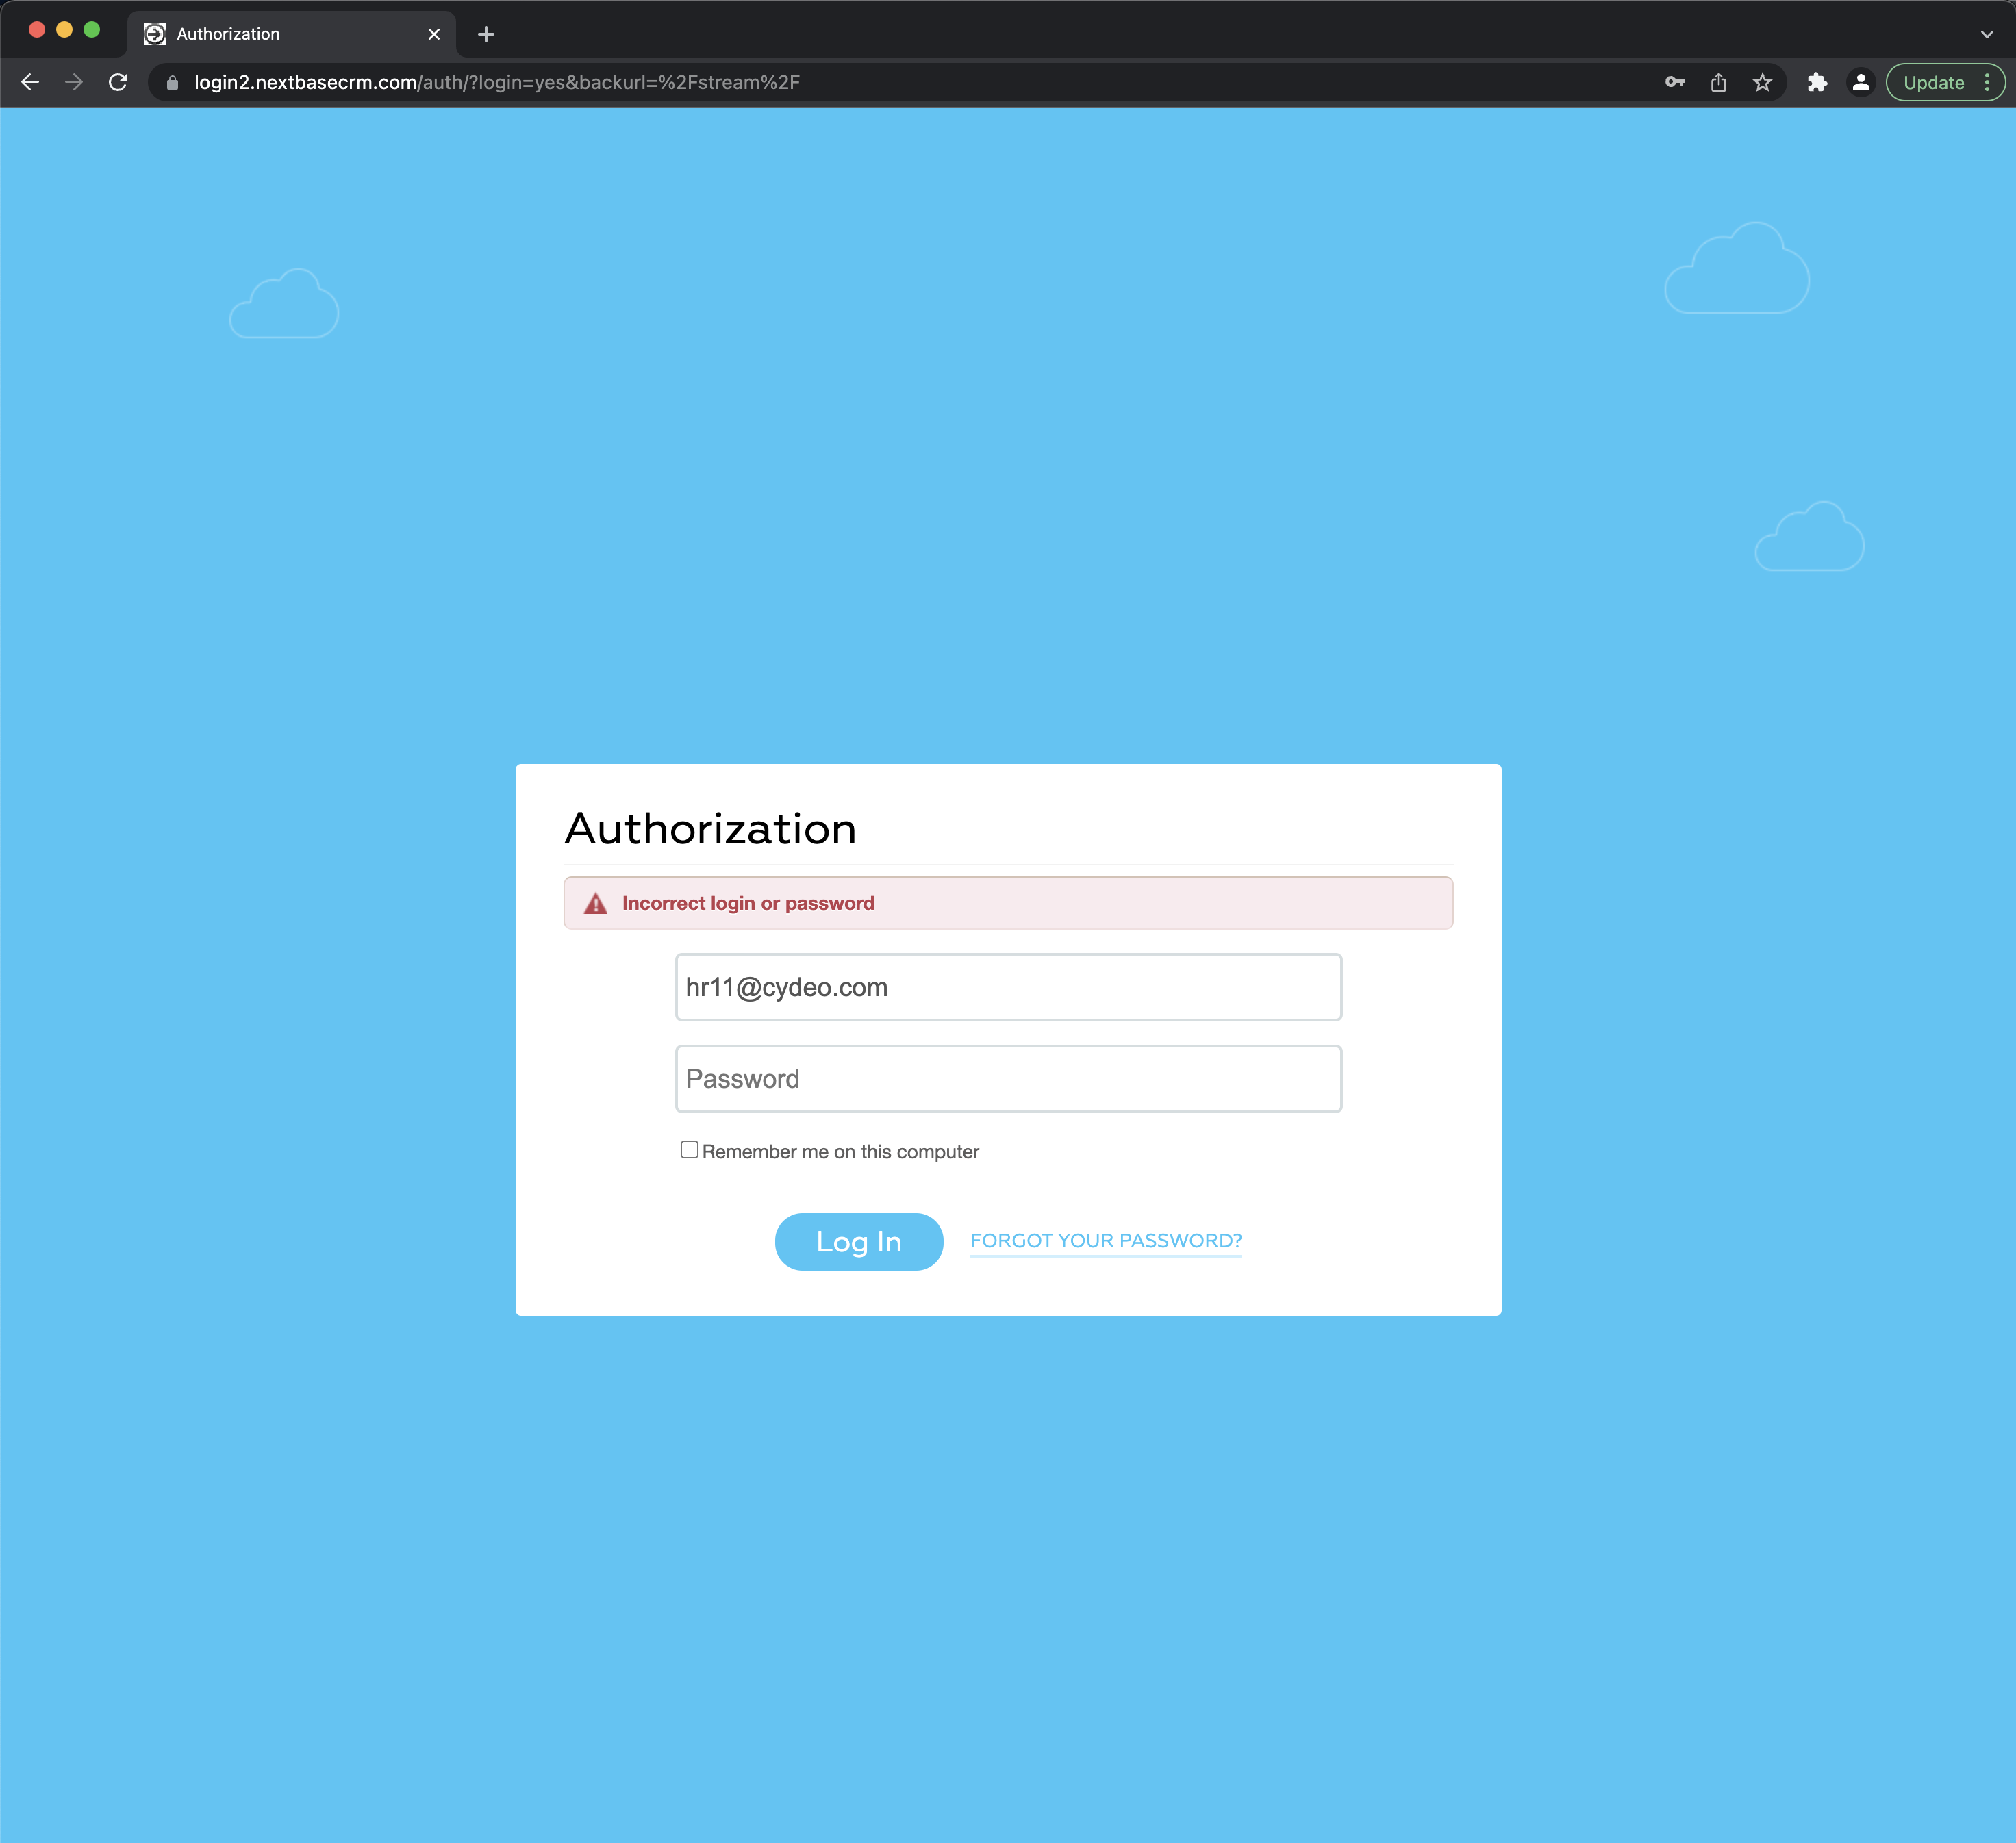 Authorization
login2.nextbasecrm.com/auth/?login=yes&backurl=%2Fstream%2F
Update
Authorization
Incorrect login or password
hr11@cydeo.com
Password
Remember me on this computer
Log In
FORGOT YOUR PASSWORD?